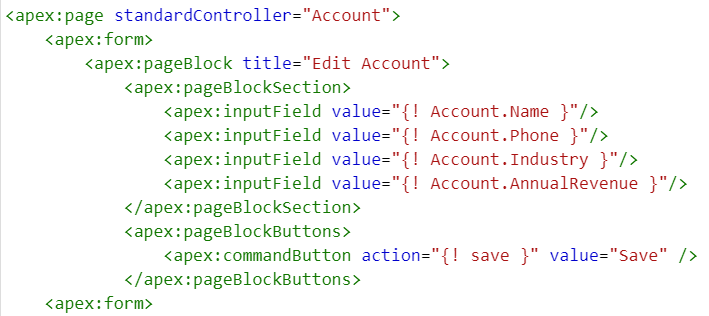 <apex:page standardController="Account">
    <apex:form>
        <apex:pageBlock title="Edit Account">
            <apex:pageBlockSection>
                <apex:inputField value="{! Account.Name }"/>
                <apex:inputField value="{! Account.Phone }"/>
                <apex:inputField value="{! Account.Industry }"/>
                <apex:inputField value="{! Account.AnnualRevenue }"/>
            </apex:pageBlockSection>
            <apex:pageBlockButtons>
                <apex:commandButton action="{! save }" value="Save" />
            </apex:pageBlockButtons>
    <apex:form>